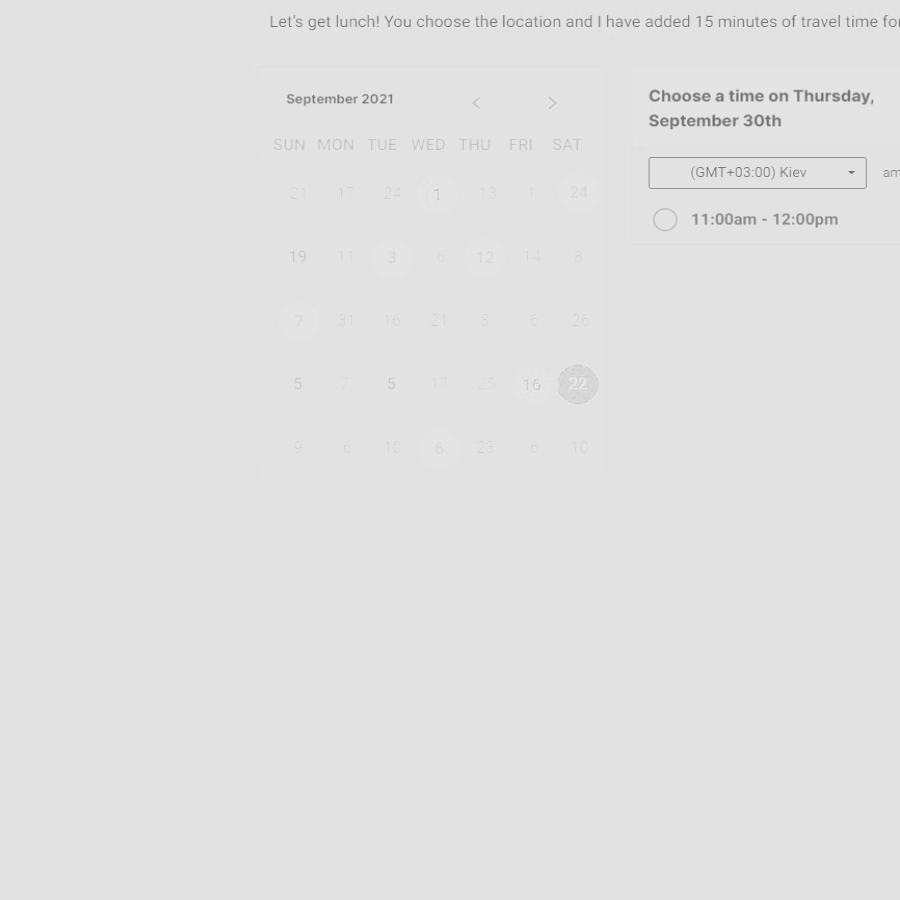 Let's get lunch! You choose the location and I have added 15 minutes of travel time for
September 2021
SUN MON TUE WED THU FRI SAT
21 17 24 1 13 1 24
19 11 3 6 12 14 8
7 31 16 21 8 6 26
5 7 5 17 25 16 22
9 6 10 6 23 6 10
Choose a time on Thursday,
September 30th
(GMT+03:00) Kiev am
11:00am - 12:00pm